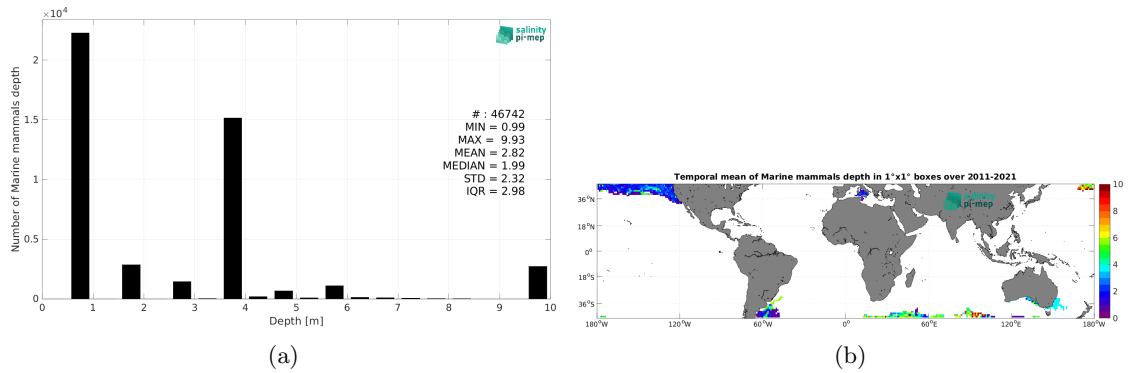 ×10⁴
salinity
pi-mep
2
1.5
1
0.5
0
Number of Marine mammals depth
# : 46742
MIN = 0.99
MAX = 9.93
MEAN = 2.82
MEDIAN = 1.99
STD = 2.32
IQR = 2.98
0 1 2 3 4 5 6 7 8 9 10
Depth [m]
(a)
Temporal mean of Marine mammals depth in 1°x1° boxes over 2011-2021
salinity
pi-mep
36°N
18°N
0°
18°S
36°S
180°W 120°W 60°W 0° 60°E 120°E 180°W
10
8
6
4
2
0
(b)